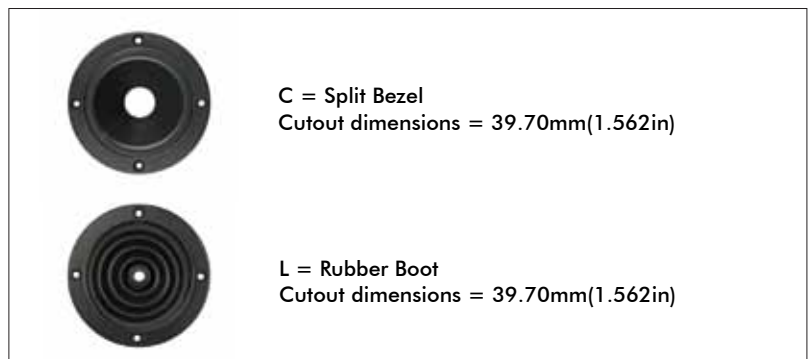 C = Split Bezel
Cutout dimensions = 39.70mm(1.562in)
L = Rubber Boot
Cutout dimensions = 39.70mm(1.562in)